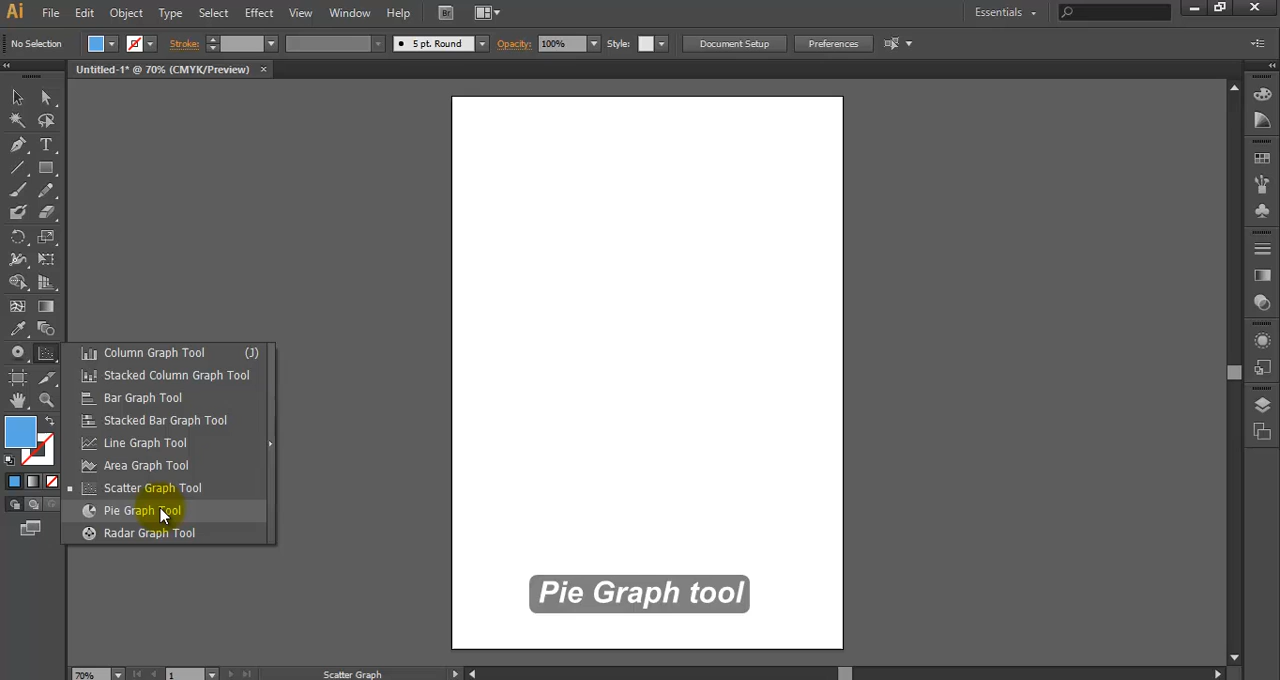 Ai File Edit Object Type Select Effect View Window Help Br Essentials
No Selection Stroke: 5 pt. Round Opacity: 100% Style: Document Setup Preferences
Untitled-1* @ 70% (CMYK/Preview) ×
T
Column Graph Tool (J)
Stacked Column Graph Tool
Bar Graph Tool
Stacked Bar Graph Tool
Line Graph Tool
Area Graph Tool
Scatter Graph Tool
Pie Graph Tool
Radar Graph Tool
Pie Graph tool
70% 1 Scatter Graph